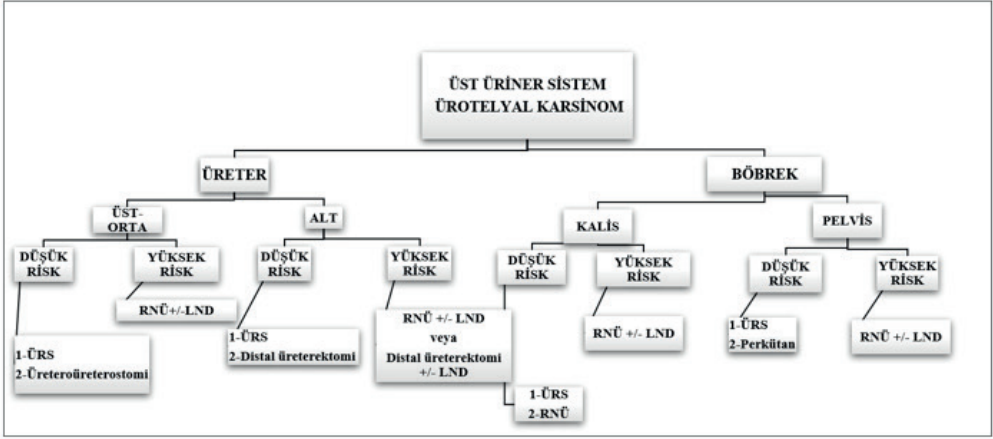 ÜST ÜRİNER SİSTEM
ÜROTELYAL KARSİNOM
ÜRETER
BÖBREK
ÜST-
ORTA
ALT
KALİS
PELVİS
DÜŞÜK
RİSK
YÜKSEK
RİSK
DÜŞÜK
RİSK
YÜKSEK
RİSK
DÜŞÜK
RİSK
YÜKSEK
RİSK
DÜŞÜK
RİSK
YÜKSEK
RİSK
1-ÜRS
2-Üreteroüreterostomi
RNÜ+/-LND
1-ÜRS
2-Distal üreterektomi
RNÜ +/- LND
veya
Distal üreterektomi
+/- LND
1-ÜRS
2-RNÜ
RNÜ +/- LND
1-ÜRS
2-Perkütan
RNÜ +/- LND